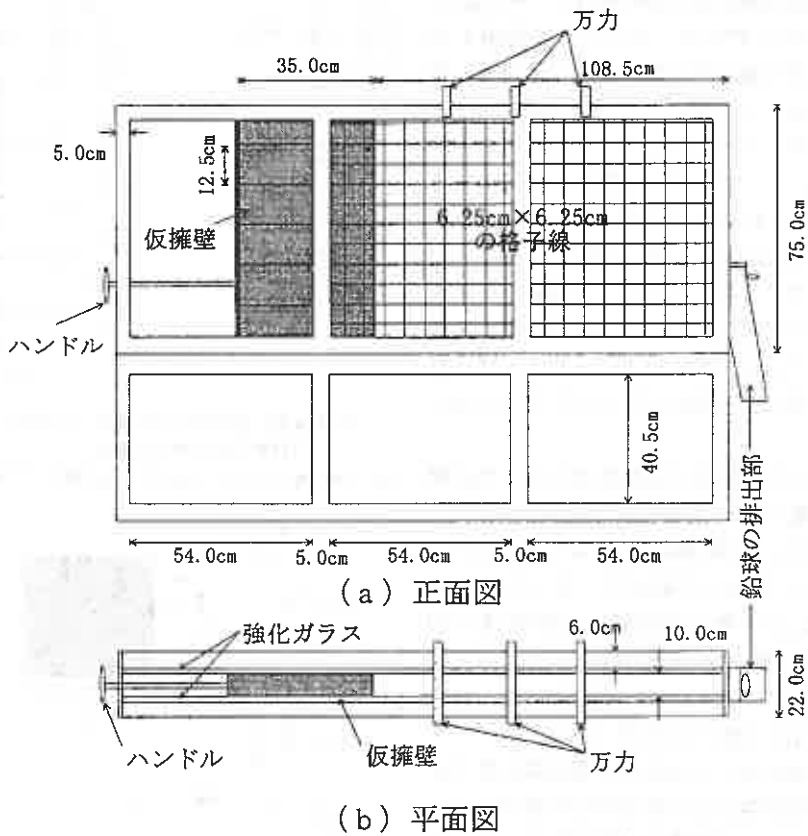 万力
35.0cm
108.5cm
5.0cm
12.5cm
仮擁壁
6.25cm×6.25cm
の格子線
75.0cm
ハンドル
40.5cm
鉛球の排出部
54.0cm
5.0cm
54.0cm
5.0cm
54.0cm
(a) 正面図
強化ガラス
6.0cm
10.0cm
22.0cm
ハンドル
仮擁壁
万力
(b) 平面図